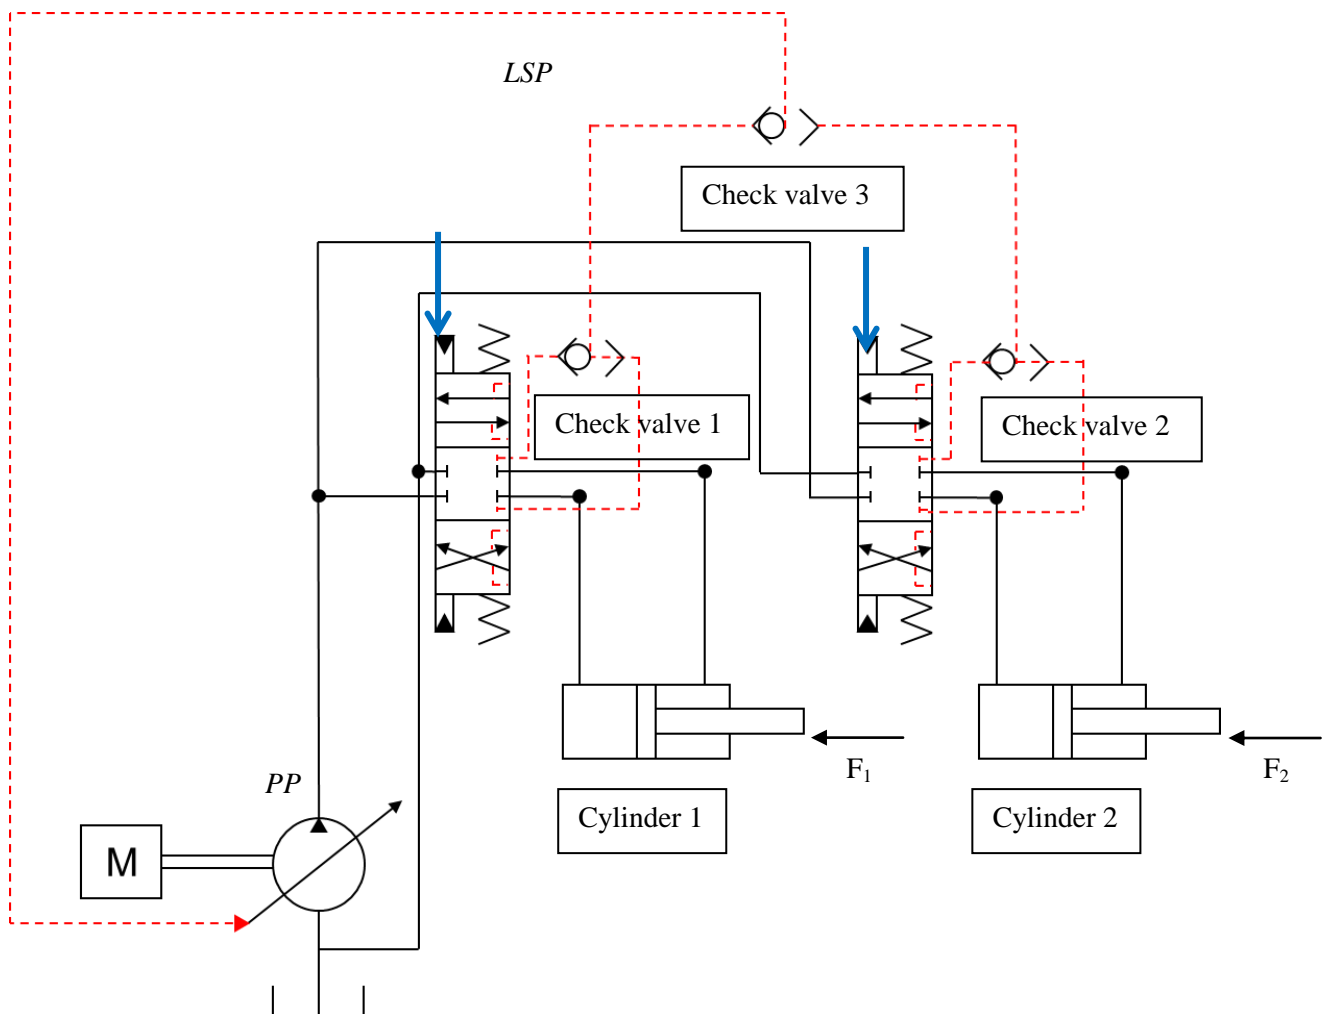 LSP
Check valve 3
Check valve 1
Check valve 2
F₁
F₂
PP
Cylinder 1
Cylinder 2
M